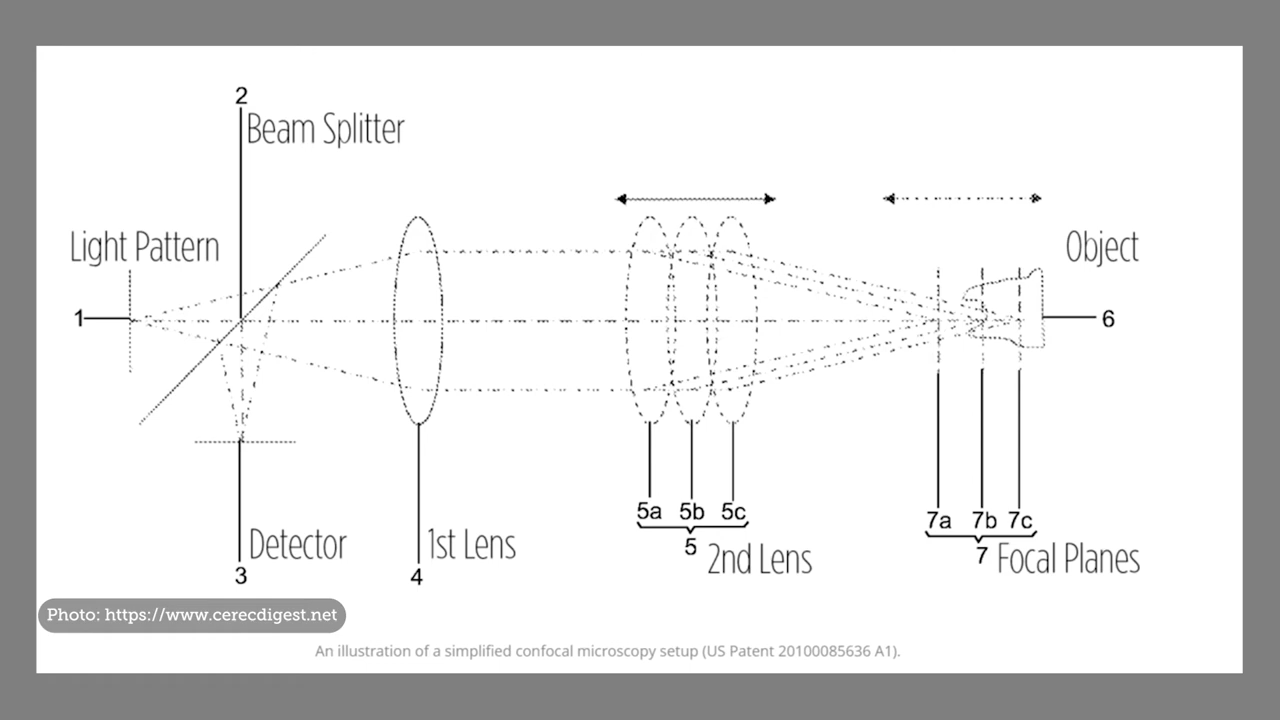 2
Beam Splitter
Light Pattern
Object
1
6
5a 5b 5c
7a 7b 7c
Detector
1st Lens
5
2nd Lens
7
Focal Planes
3
4
Photo: https://www.cerecdigest.net
An illustration of a simplified confocal microscopy setup (US Patent 20100085636 A1).